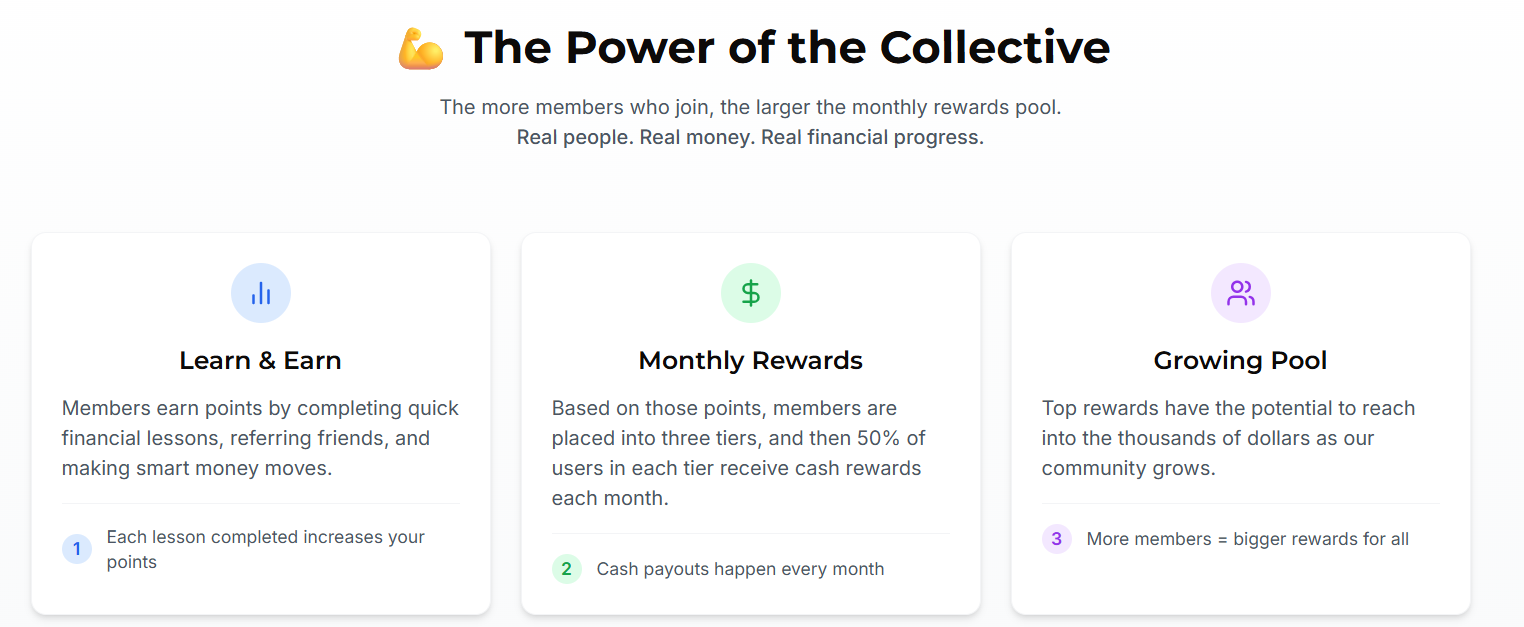 💪 The Power of the Collective
The more members who join, the larger the monthly rewards pool.
Real people. Real money. Real financial progress.
Learn & Earn
Members earn points by completing quick
financial lessons, referring friends, and
making smart money moves.
1 Each lesson completed increases your
points
$
Monthly Rewards
Based on those points, members are
placed into three tiers, and then 50% of
users in each tier receive cash rewards
each month.
2 Cash payouts happen every month
Growing Pool
Top rewards have the potential to reach
into the thousands of dollars as our
community grows.
3 More members = bigger rewards for all